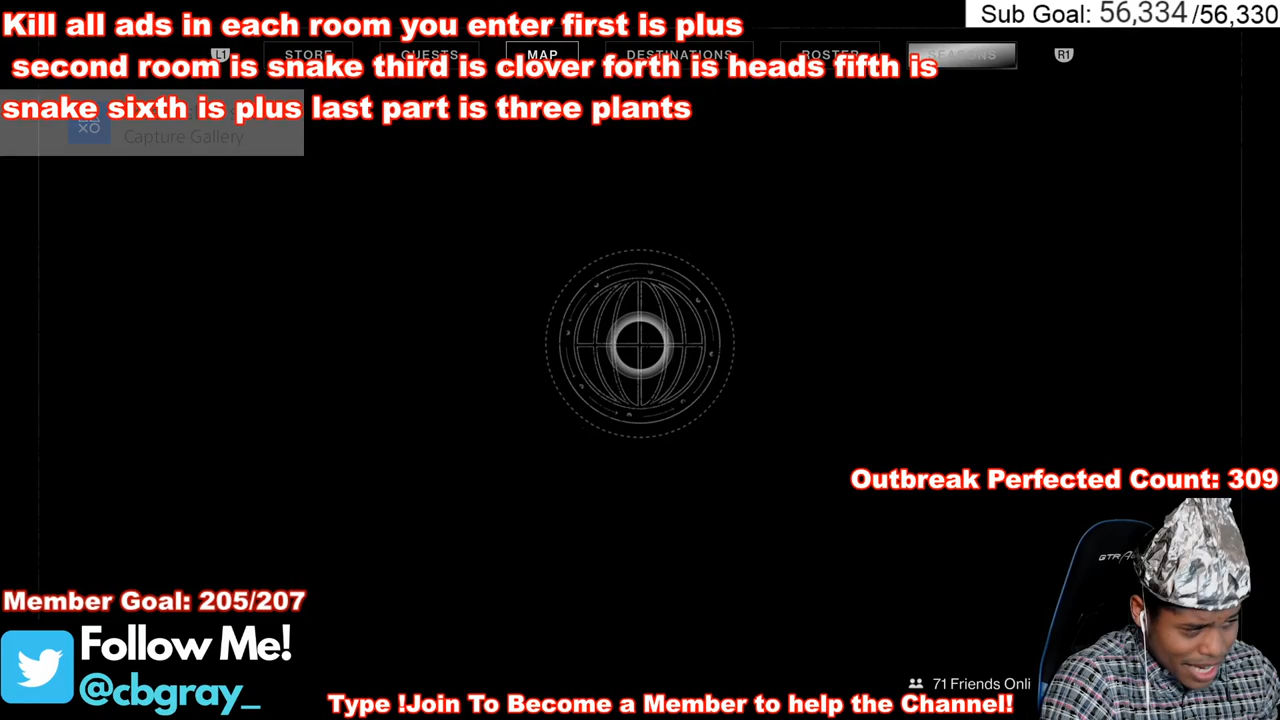 Kill all ads in each room you enter first is plus
second room is snake third is clover forth is heads fifth is
snake sixth is plus last part is three plants
Sub Goal: 56,334/56,330
L1 STORE QUESTS MAP DESTINATIONS ROSTER SEASONS R1
Capture Gallery
Outbreak Perfected Count: 309
GTR
Member Goal: 205/207
Follow Me!
@cbgray_
71 Friends Onli
Type !Join To Become a Member to help the Channel!